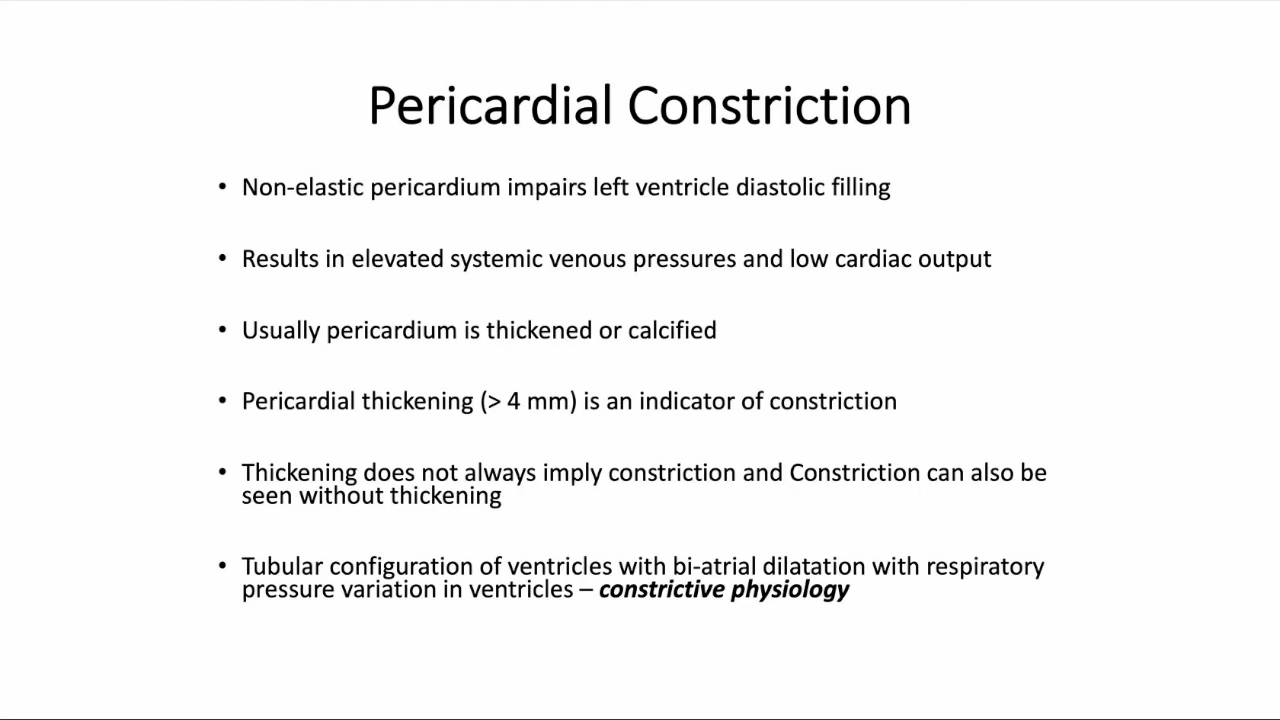 Pericardial Constriction
• Non-elastic pericardium impairs left ventricle diastolic filling
• Results in elevated systemic venous pressures and low cardiac output
• Usually pericardium is thickened or calcified
• Pericardial thickening (> 4 mm) is an indicator of constriction
• Thickening does not always imply constriction and Constriction can also be
seen without thickening
• Tubular configuration of ventricles with bi-atrial dilatation with respiratory
pressure variation in ventricles – constrictive physiology